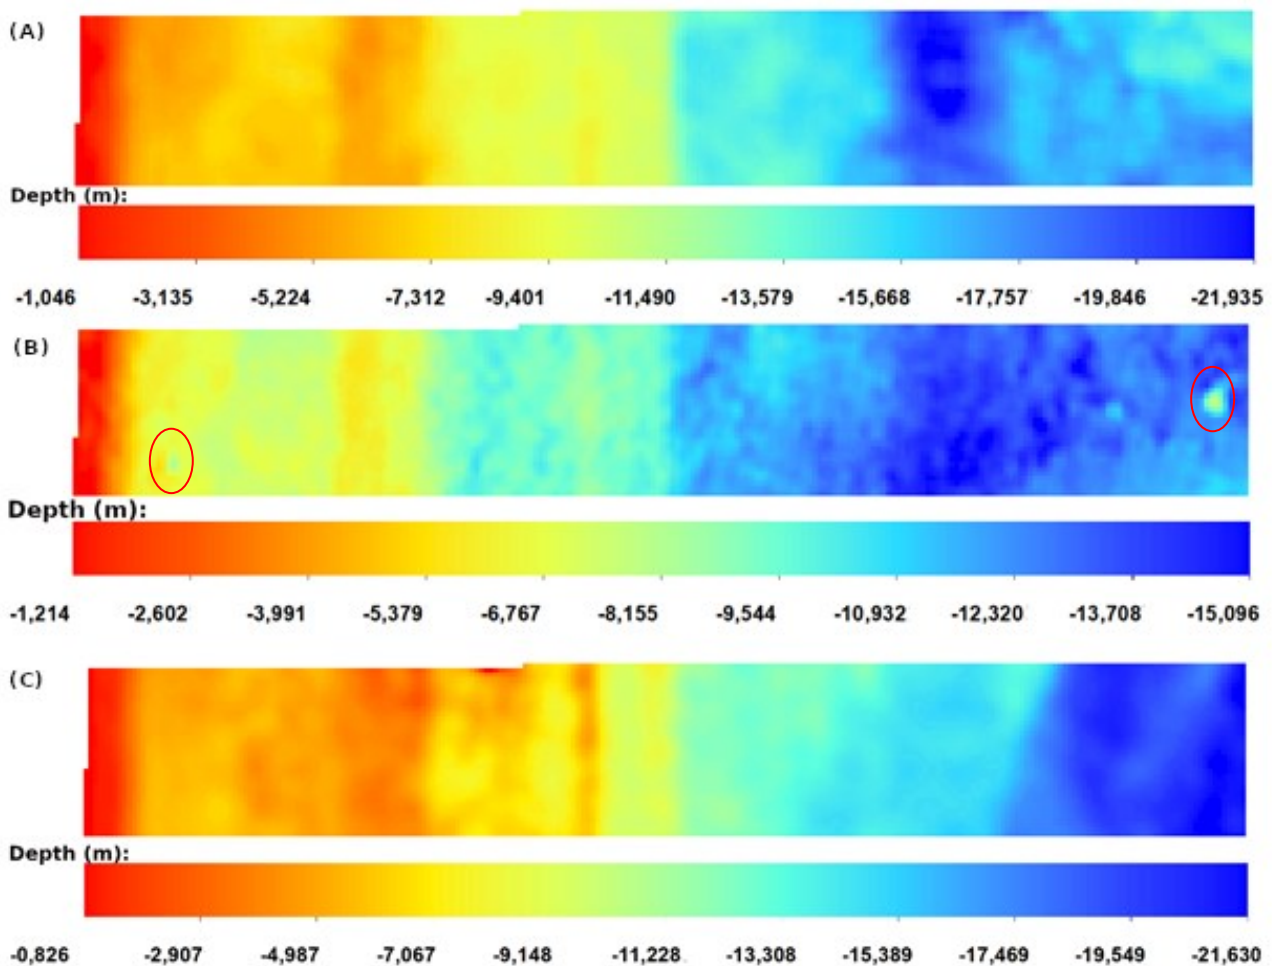 (A)
Depth (m):
-1,046 -3,135 -5,224 -7,312 -9,401 -11,490 -13,579 -15,668 -17,757 -19,846 -21,935
(B)
Depth (m):
-1,214 -2,602 -3,991 -5,379 -6,767 -8,155 -9,544 -10,932 -12,320 -13,708 -15,096
(C)
Depth (m):
-0,826 -2,907 -4,987 -7,067 -9,148 -11,228 -13,308 -15,389 -17,469 -19,549 -21,630